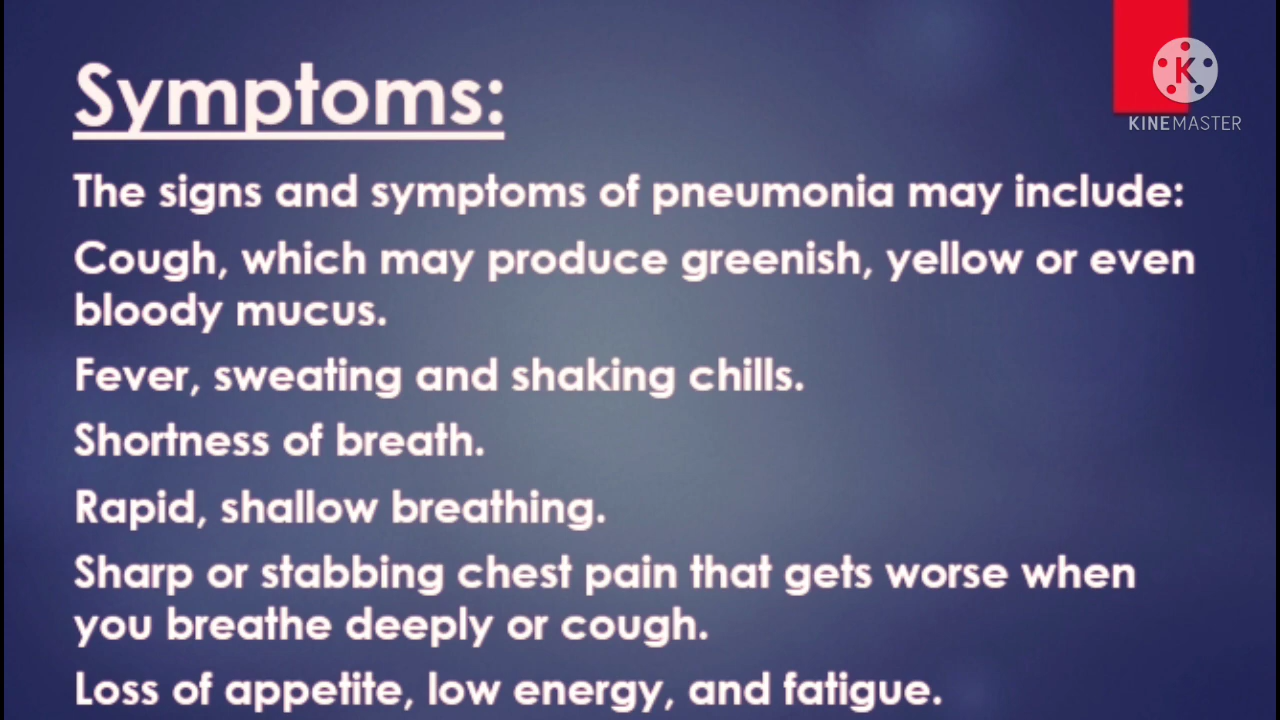 Symptoms:
K
KINEMASTER
The signs and symptoms of pneumonia may include:
Cough, which may produce greenish, yellow or even
bloody mucus.
Fever, sweating and shaking chills.
Shortness of breath.
Rapid, shallow breathing.
Sharp or stabbing chest pain that gets worse when
you breathe deeply or cough.
Loss of appetite, low energy, and fatigue.